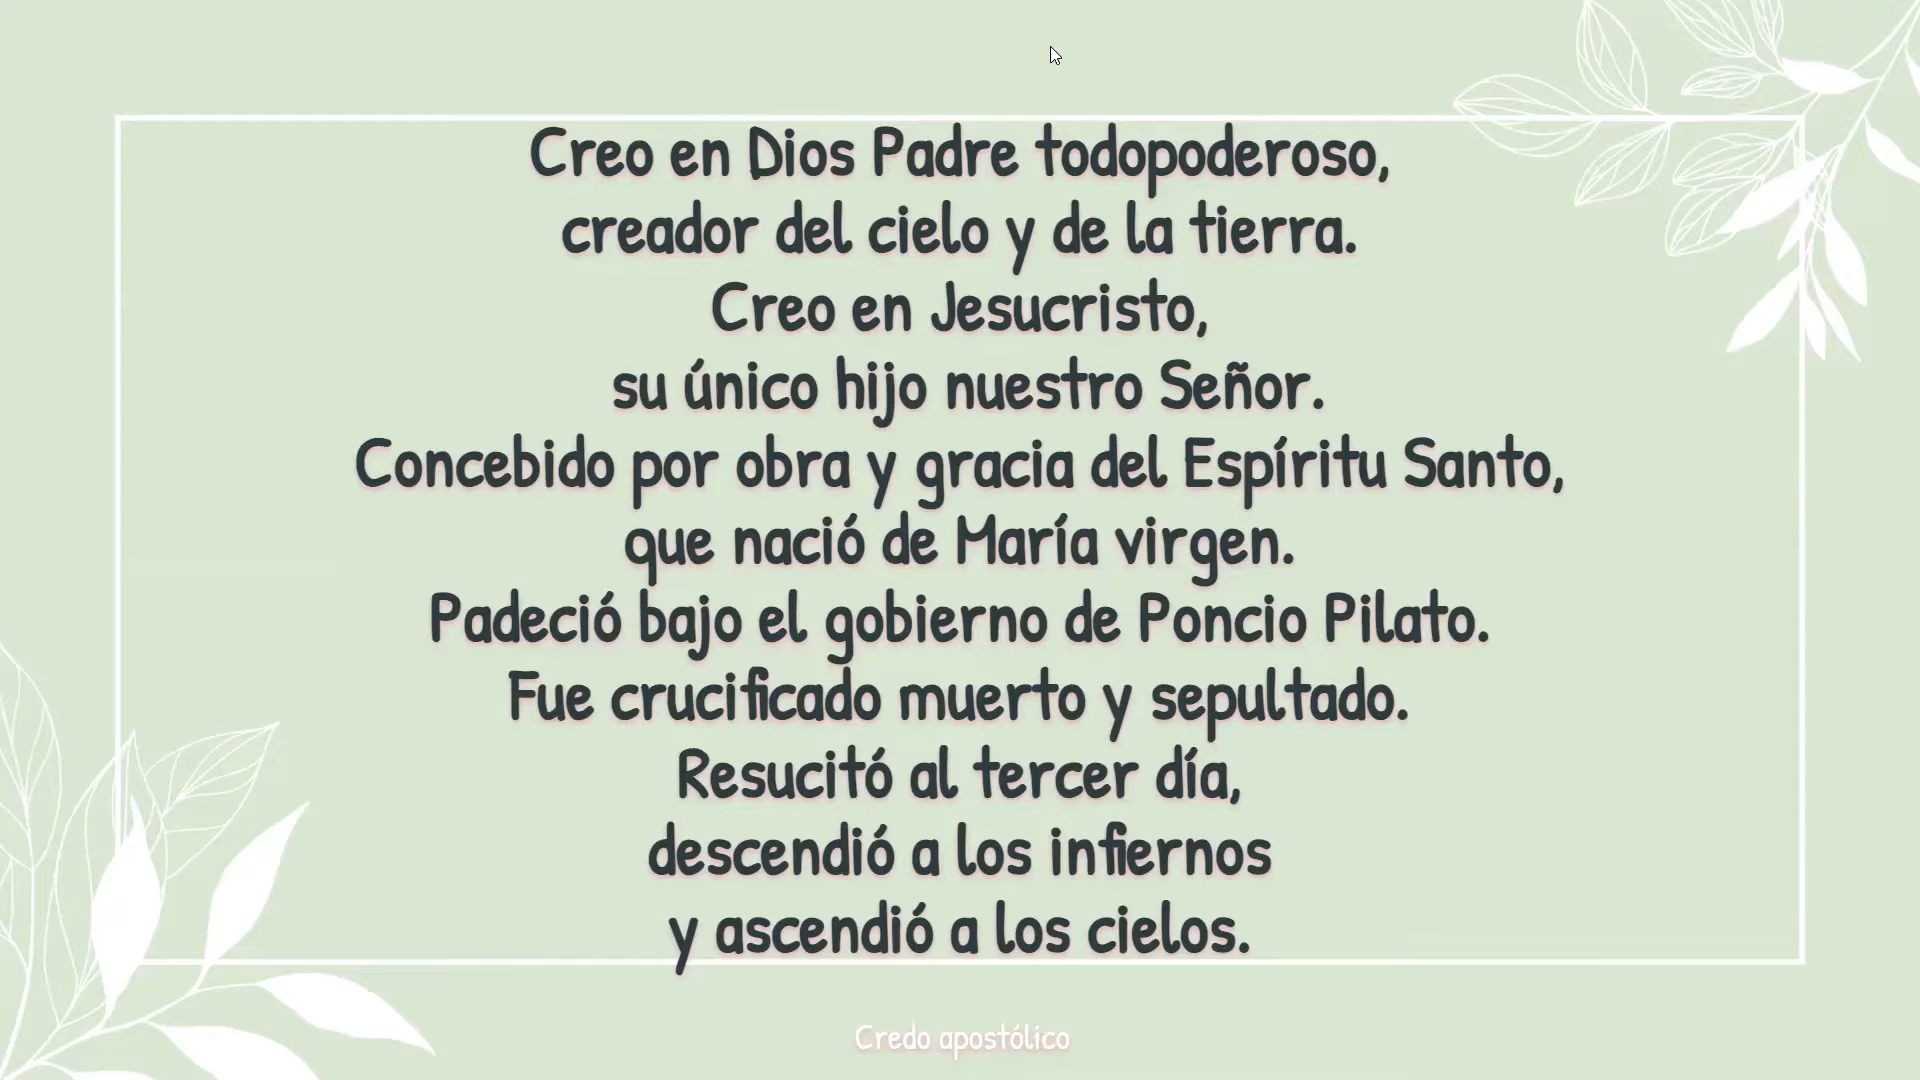 Creo en Dios Padre todopoderoso,
creador del cielo y de la tierra.
Creo en Jesucristo,
su único hijo nuestro Señor.
Concebido por obra y gracia del Espíritu Santo,
que nació de María virgen.
Padeció bajo el gobierno de Poncio Pilato.
Fue crucificado muerto y sepultado.
Resucitó al tercer día,
descendió a los infiernos
y ascendió a los cielos.
Credo apostólico